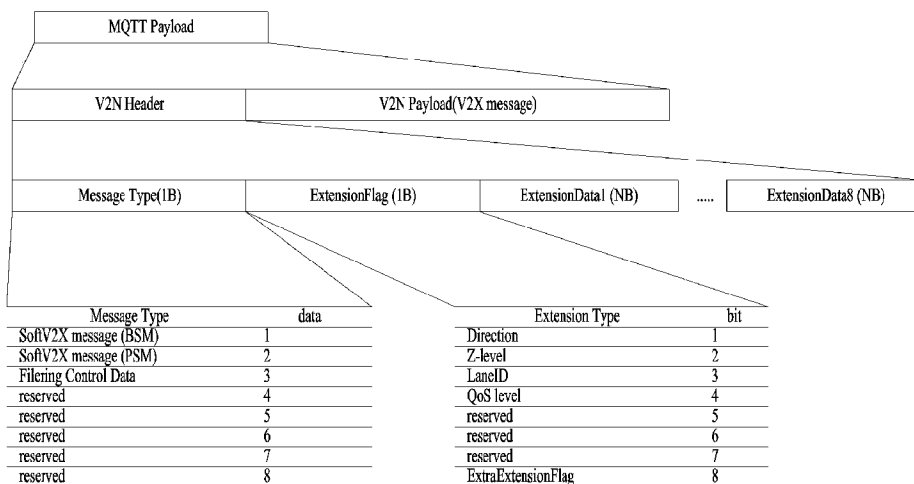 MQTT Payload
V2N Header V2N Payload(V2X message)
Message Type(1B) ExtensionFlag (1B) ExtensionData1 (NB) ..... ExtensionData8 (NB)
Message Type data
SoftV2X message (BSM) 1
SoftV2X message (PSM) 2
Filering Control Data 3
reserved 4
reserved 5
reserved 6
reserved 7
reserved 8
Extension Type bit
Direction 1
Z-level 2
LaneID 3
QoS level 4
reserved 5
reserved 6
reserved 7
ExtraExtensionFlag 8